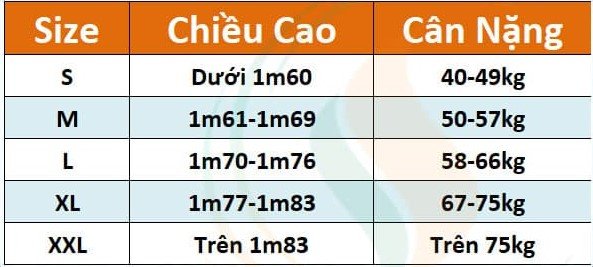 Size Chiều Cao Cân Nặng
S Dưới 1m60 40-49kg
M 1m61-1m69 50-57kg
L 1m70-1m76 58-66kg
XL 1m77-1m83 67-75kg
XXL Trên 1m83 Trên 75kg